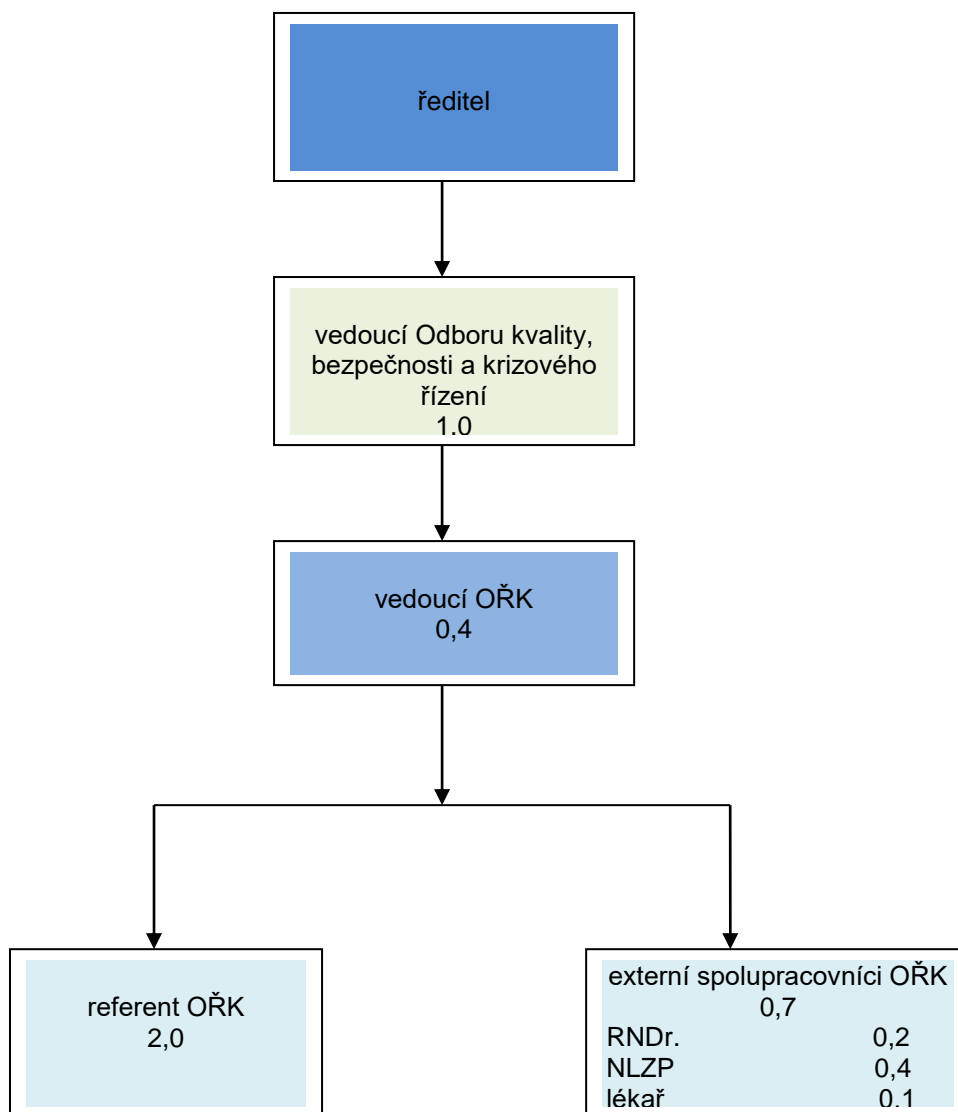 ředitel
vedoucí Odboru kvality,
bezpečnosti a krizového
řízení
1,0
vedoucí OŘK
0,4
referent OŘK
2,0
externí spolupracovníci OŘK
0,7
RNDr. 0,2
NLZP 0,4
lékař 0,1